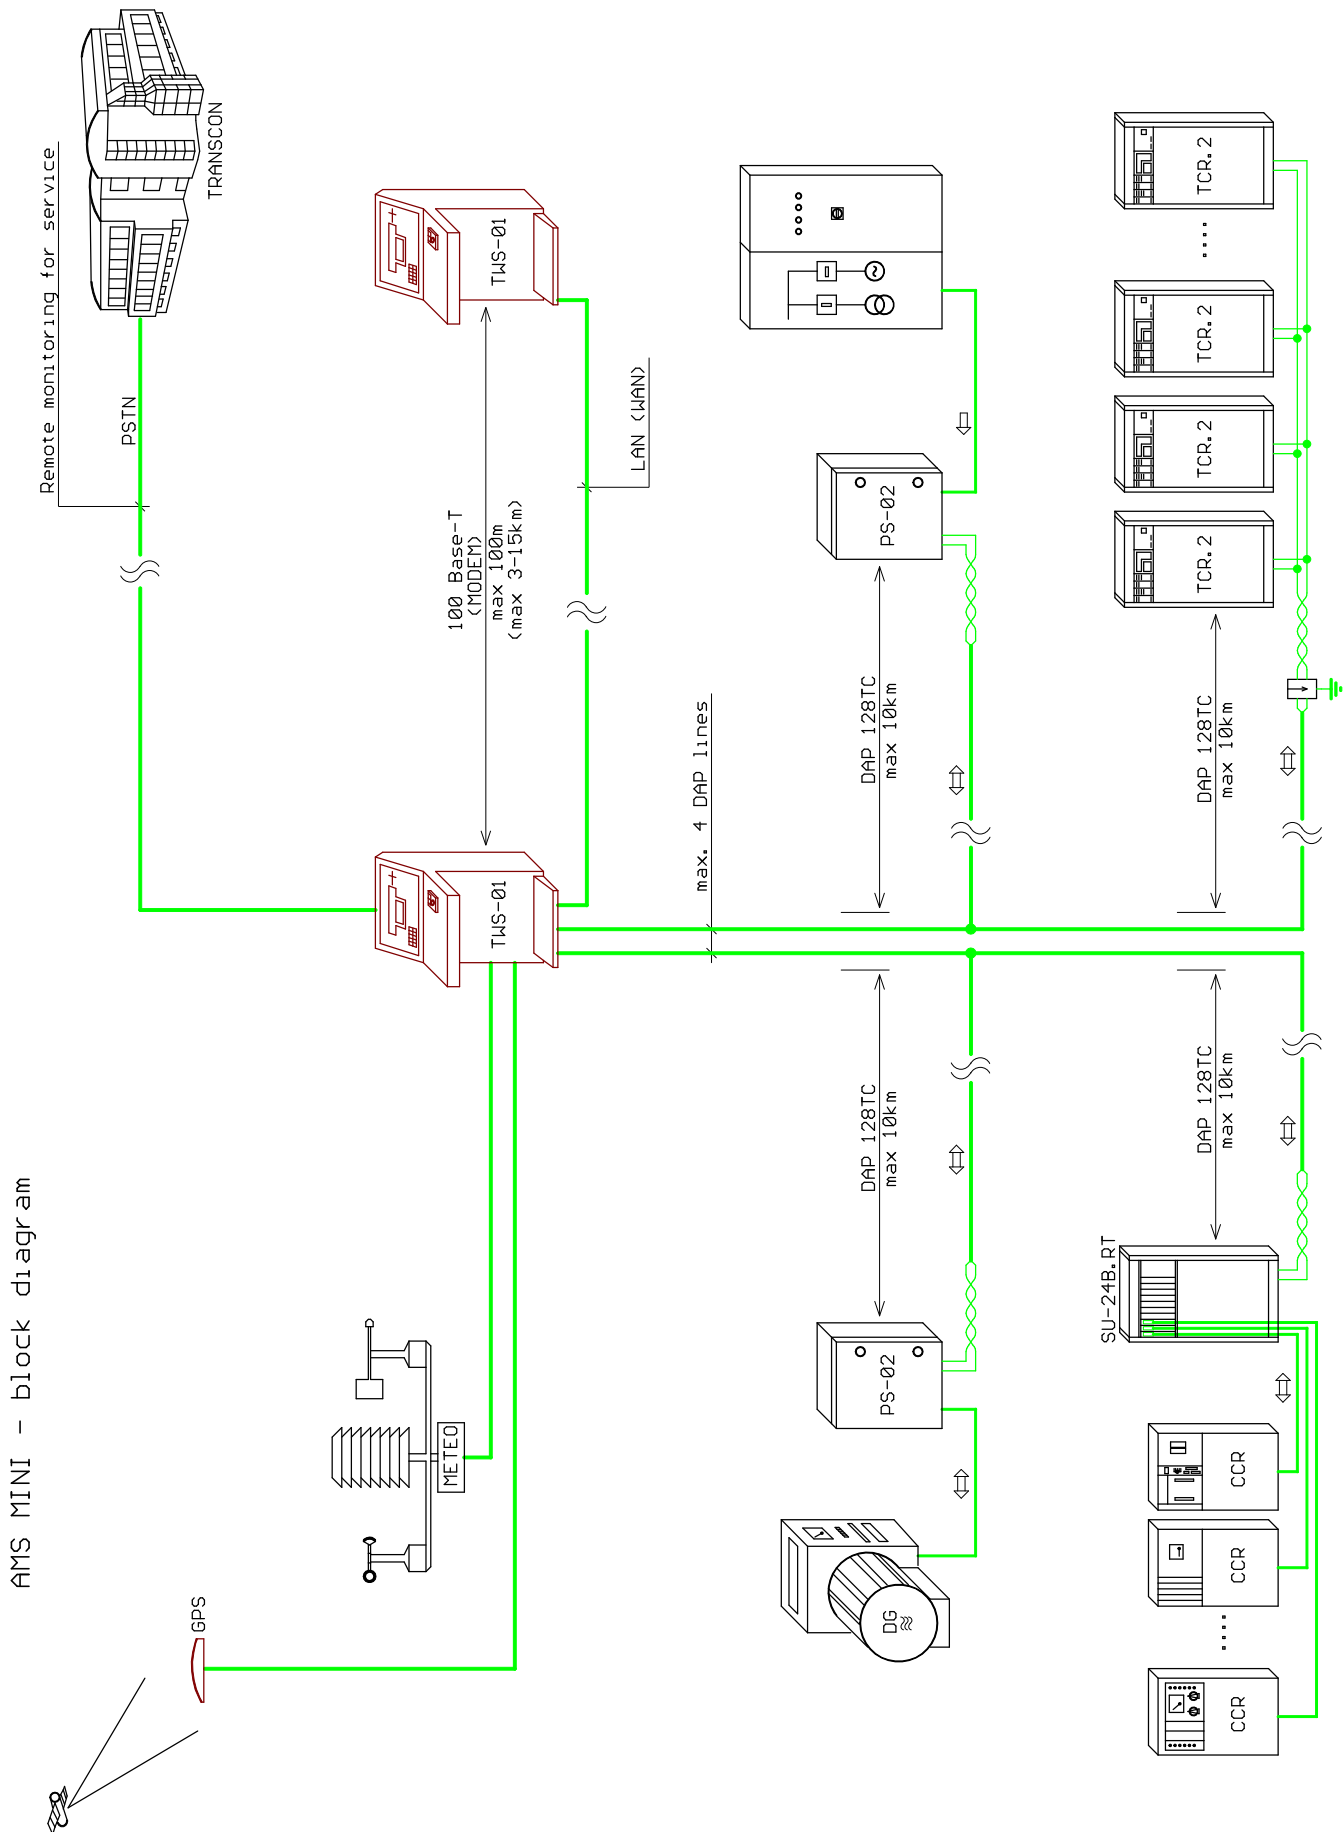 AMS MINI - block diagram
GPS
METEO
Remote monitoring for service
PSTN
TRANSCON
TWS-01
TWS-01
100 Base-T
(MODEM)
max 100m
(max 3-15km)
LAN (WAN)
max. 4 DAP lines
DG
PS-02
DAP 128TC
max 10km
DAP 128TC
max 10km
PS-02
CCR
CCR
CCR
SU-24B.RT
DAP 128TC
max 10km
DAP 128TC
max 10km
TCR.2
TCR.2
TCR.2
TCR.2